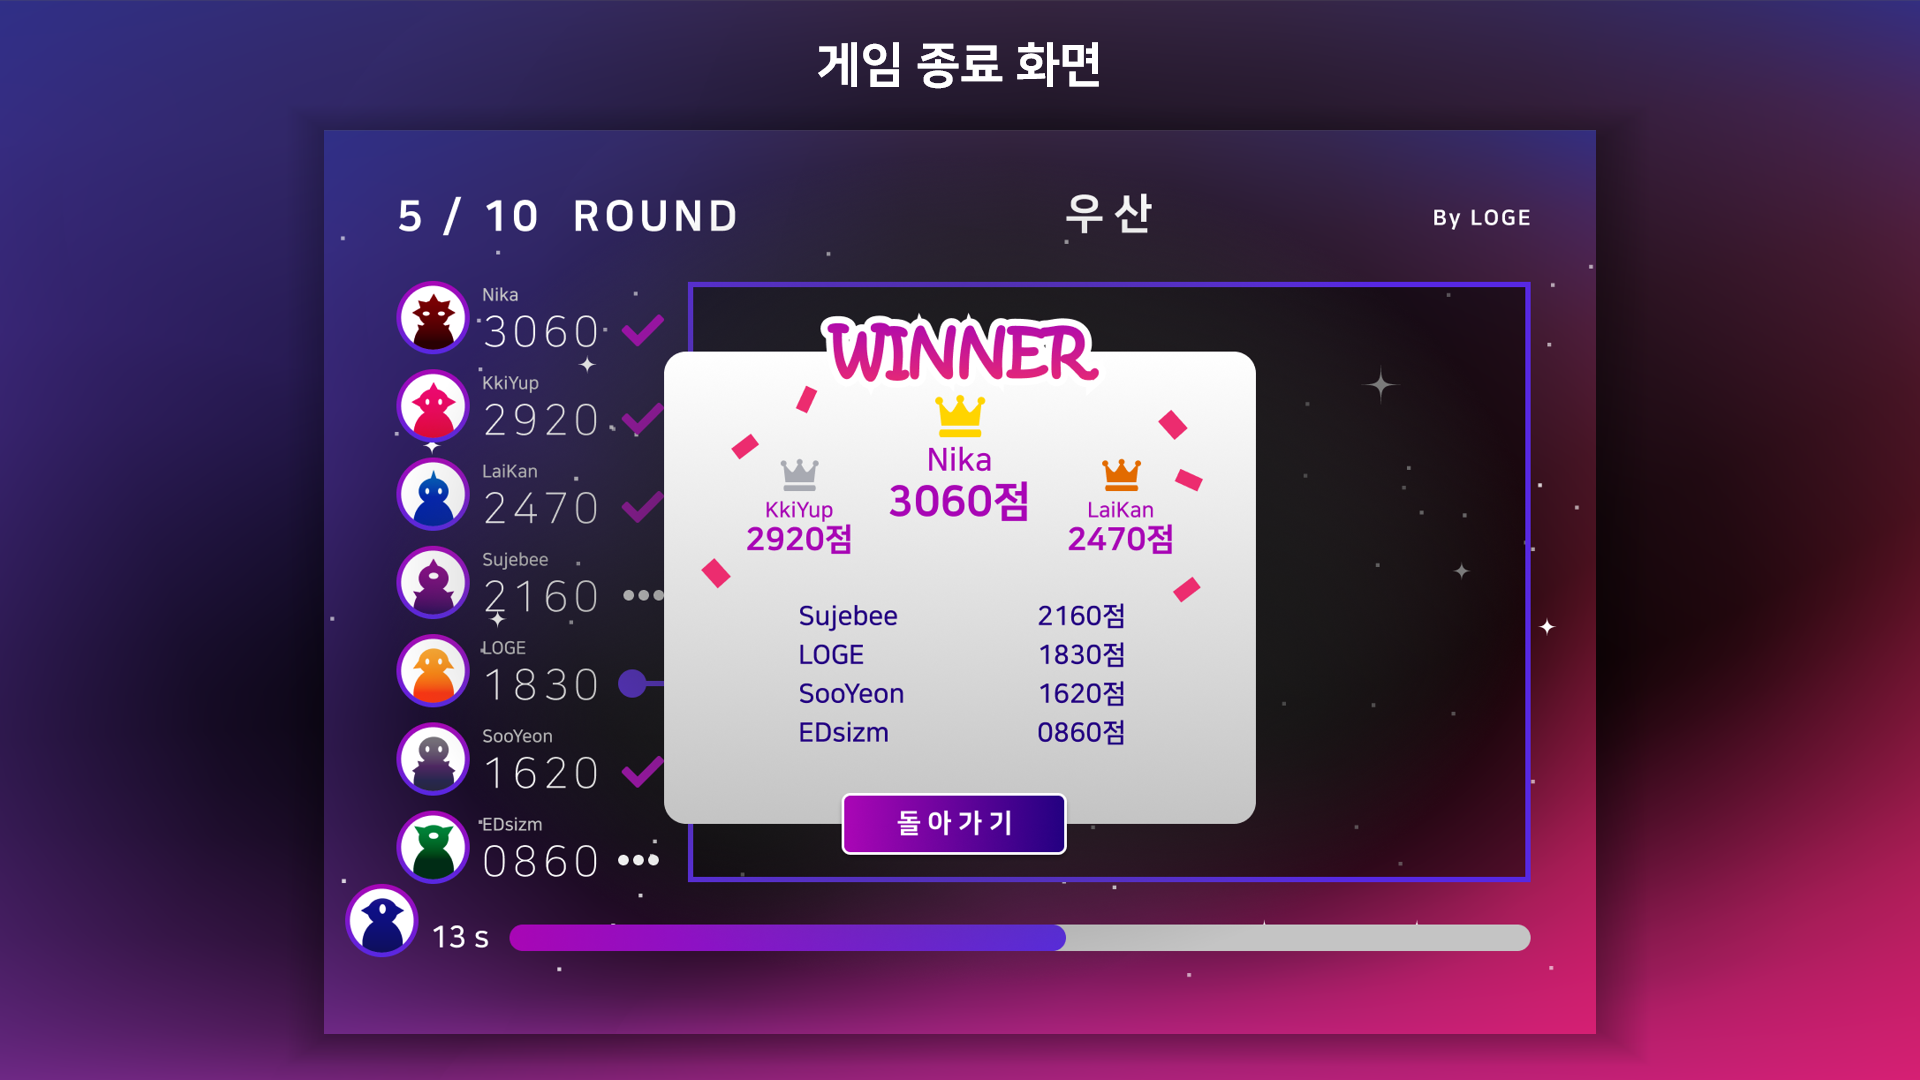 게임 종료 화면
5 / 10 ROUND
우산
By LOGE
Nika
3060
KkiYup
2920
LaiKan
2470
Sujebee
2160
LOGE
1830
SooYeon
1620
EDsizm
0860
WINNER
Nika
3060점
KkiYup
2920점
LaiKan
2470점
Sujebee 2160점
LOGE 1830점
SooYeon 1620점
EDsizm 0860점
돌아가기
13 s